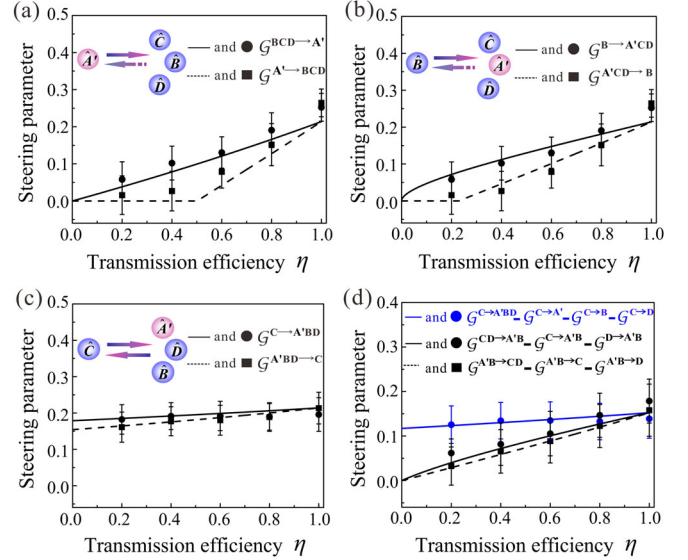 (a)
Steering parameter
0.5
0.4
0.3
0.2
0.1
0.0
Â'
Ĉ
B̂
D̂
and 𝒢^{BCD→A'}
and 𝒢^{A'→BCD}
0.0 0.2 0.4 0.6 0.8 1.0
Transmission efficiency η
(b)
Steering parameter
0.4
0.3
0.2
0.1
0.0
B̂
Ĉ
Â'
D̂
and 𝒢^{B→A'CD}
and 𝒢^{A'CD→B}
0.0 0.2 0.4 0.6 0.8 1.0
Transmission efficiency η
(c)
Steering parameter
0.5
0.4
0.3
0.2
0.1
0.0
Ĉ
Â'
D̂
B̂
and 𝒢^{C→A'BD}
and 𝒢^{A'BD→C}
0.0 0.2 0.4 0.6 0.8 1.0
Transmission efficiency η
(d)
Steering parameter
0.4
0.3
0.2
0.1
0.0
and 𝒢^{C→A'BD}-𝒢^{C→A'}-𝒢^{C→B}-𝒢^{C→D}
and 𝒢^{CD→A'B}-𝒢^{C→A'B}-𝒢^{D→A'B}
and 𝒢^{A'B→CD}-𝒢^{A'B→C}-𝒢^{A'B→D}
0.0 0.2 0.4 0.6 0.8 1.0
Transmission efficiency η